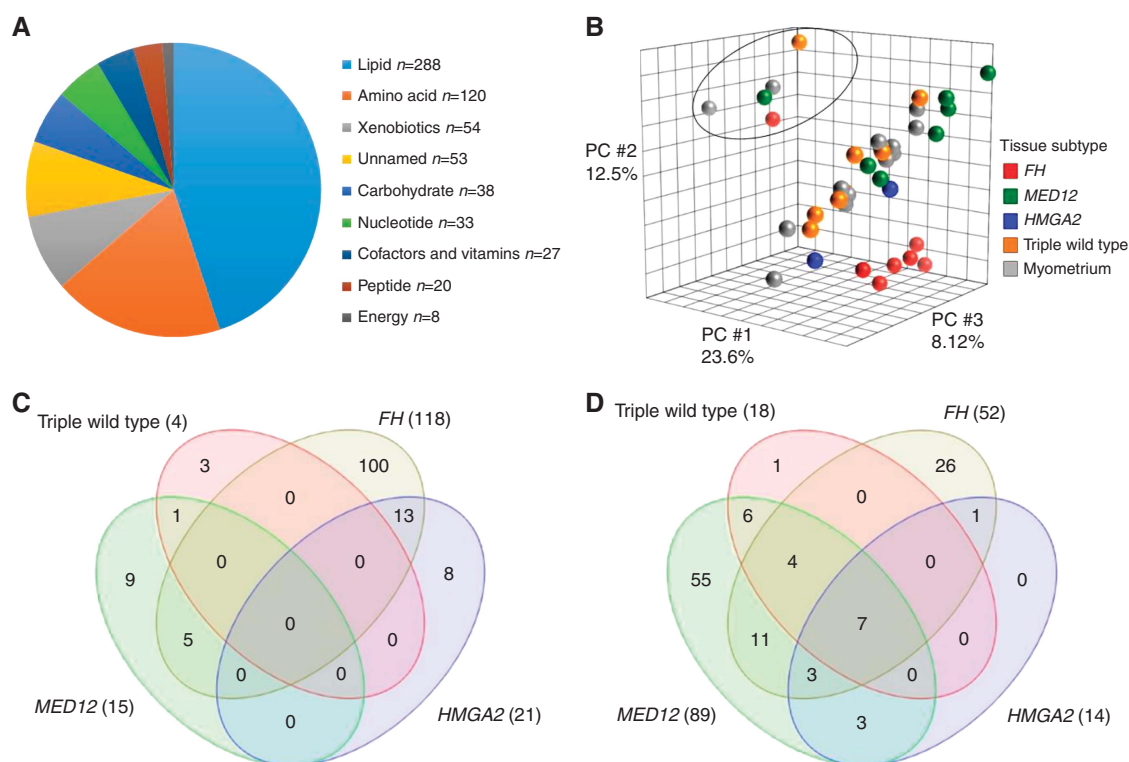 A
Lipid n=288
Amino acid n=120
Xenobiotics n=54
Unnamed n=53
Carbohydrate n=38
Nucleotide n=33
Cofactors and vitamins n=27
Peptide n=20
Energy n=8
B
PC #2
12.5%
PC #1
23.6%
PC #3
8.12%
Tissue subtype
FH
MED12
HMGA2
Triple wild type
Myometrium
C
Triple wild type (4)
FH (118)
3
100
0
1
13
0
0
9
8
0
5
0
0
0
MED12 (15)
0
HMGA2 (21)
D
Triple wild type (18)
FH (52)
1
26
0
6
1
4
0
55
0
7
11
0
3
0
MED12 (89)
3
HMGA2 (14)